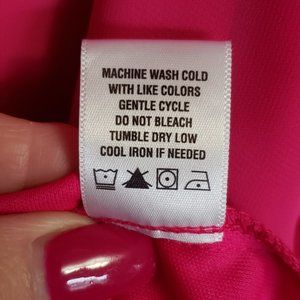 MACHINE WASH COLD
WITH LIKE COLORS
GENTLE CYCLE
DO NOT BLEACH
TUMBLE DRY LOW
COOL IRON IF NEEDED